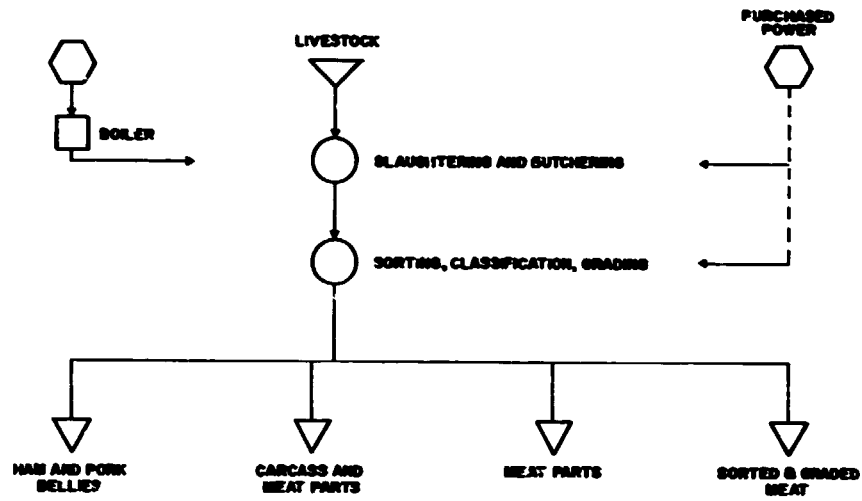 PURCHASED
POWER
LIVESTOCK
BOILER
SLAUGHTERING AND BUTCHERING
SORTING, CLASSIFICATION, GRADING
HAM AND PORK
BELLIES
CARCASS AND
MEAT PARTS
MEAT PARTS
SORTED & GRADED
MEAT